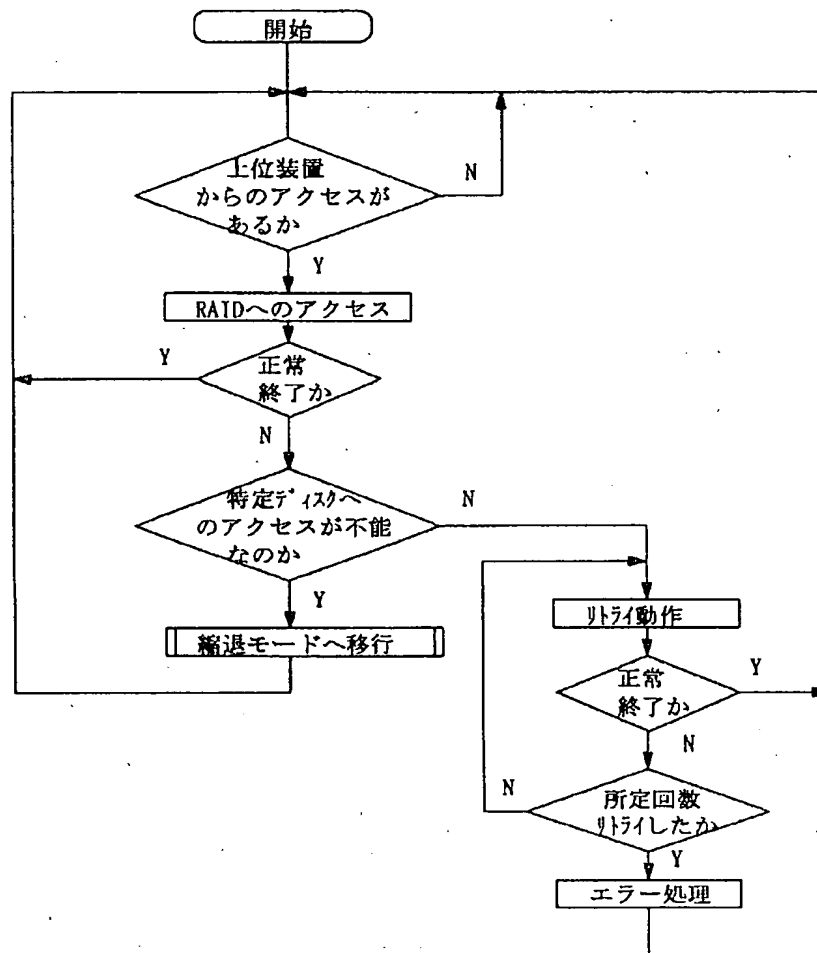 開始
上位装置
からのアクセスが
あるか
N
Y
RAIDへのアクセス
Y
正常
終了か
N
特定ディスクへ
のアクセスが不能
なのか
N
Y
縮退モードへ移行
リトライ動作
正常
終了か
Y
N
所定回数
リトライしたか
N
Y
エラー処理